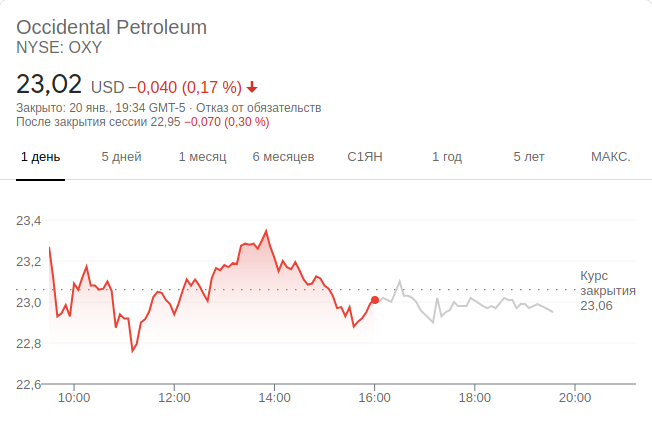 Occidental Petroleum
NYSE: OXY
23,02 USD −0,040 (0,17 %)
Закрыто: 20 янв., 19:34 GMT-5 · Отказ от обязательств
После закрытия сессии 22,95 −0,070 (0,30 %)
1 день 5 дней 1 месяц 6 месяцев С1ЯН 1 год 5 лет МАКС.
23,4
23,2
Курс
закрытия
23,06
23,0
22,8
22,6
10:00 12:00 14:00 16:00 18:00 20:00